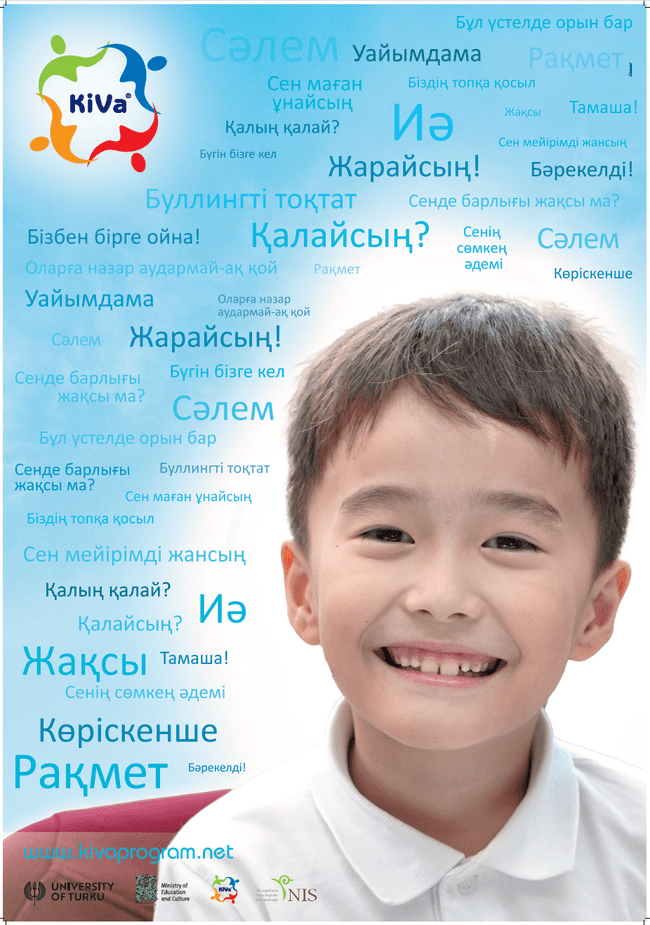 Бұл үстелде орын бар
Сәлем
Уайымдама
Рақмет
KiVa®
Сен маған
ұнайсың
Біздің топқа қосыл
Иә
Жақсы
Тамаша!
Қалың қалай?
Сен мейірімді жансың
Бүгін бізге кел
Жарайсың!
Бәрекелді!
Буллингті тоқтат
Сенде барлығы жақсы ма?
Бізбен бірге ойна!
Қалайсың?
Сенің
сөмкең
әдемі
Сәлем
Оларға назар аудармай-ақ қой
Рақмет
Көріскенше
Уайымдама
Оларға назар
аудармай-ақ қой
Сәлем
Жарайсың!
Сенде барлығы
жақсы ма?
Бүгін бізге кел
Сәлем
Бұл үстелде орын бар
Сенде барлығы
жақсы ма?
Буллингті тоқтат
Сен маған ұнайсың
Біздің топқа қосыл
Сен мейірімді жансың
Қалың қалай?
Қалайсың?
Иә
Жақсы
Тамаша!
Сенің сөмкең әдемі
Көріскенше
Рақмет
Бәрекелді!
www.kivaprogram.net
UNIVERSITY
OF TURKU
Ministry of
Education
and Culture
KiVa
NIS